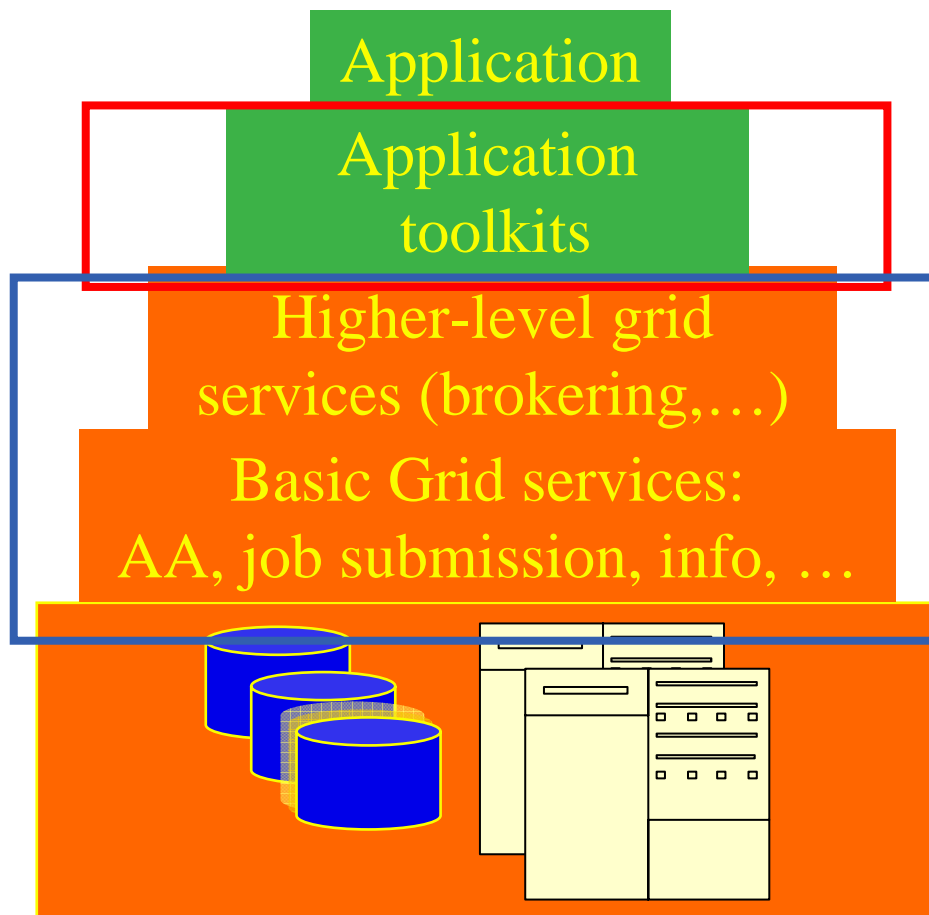 Application
Application
toolkits
Higher-level grid
services (brokering,…)
Basic Grid services:
AA, job submission, info, …